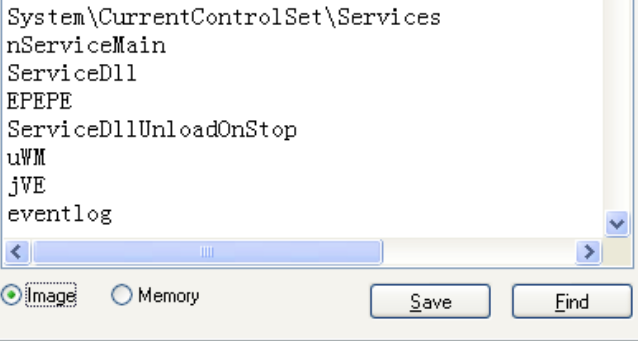 System\CurrentControlSet\Services
nServiceMain
ServiceDll
EPEPE
ServiceDllUnloadOnStop
uWM
jVE
eventlog
Image Memory Save Find